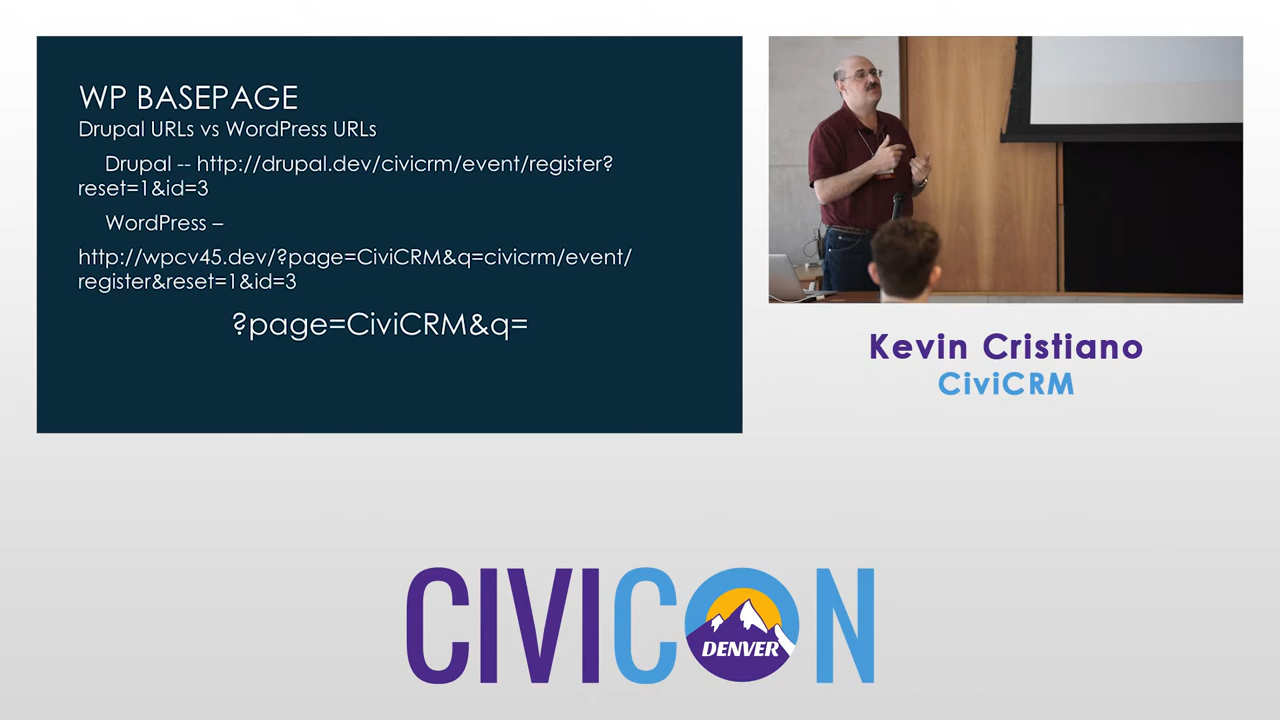 WP BASEPAGE
Drupal URLs vs WordPress URLs
Drupal -- http://drupal.dev/civicrm/event/register?
reset=1&id=3
WordPress –
http://wpcv45.dev/?page=CiviCRM&q=civicrm/event/
register&reset=1&id=3
?page=CiviCRM&q=
Kevin Cristiano
CiviCRM
CIVICON
DENVER